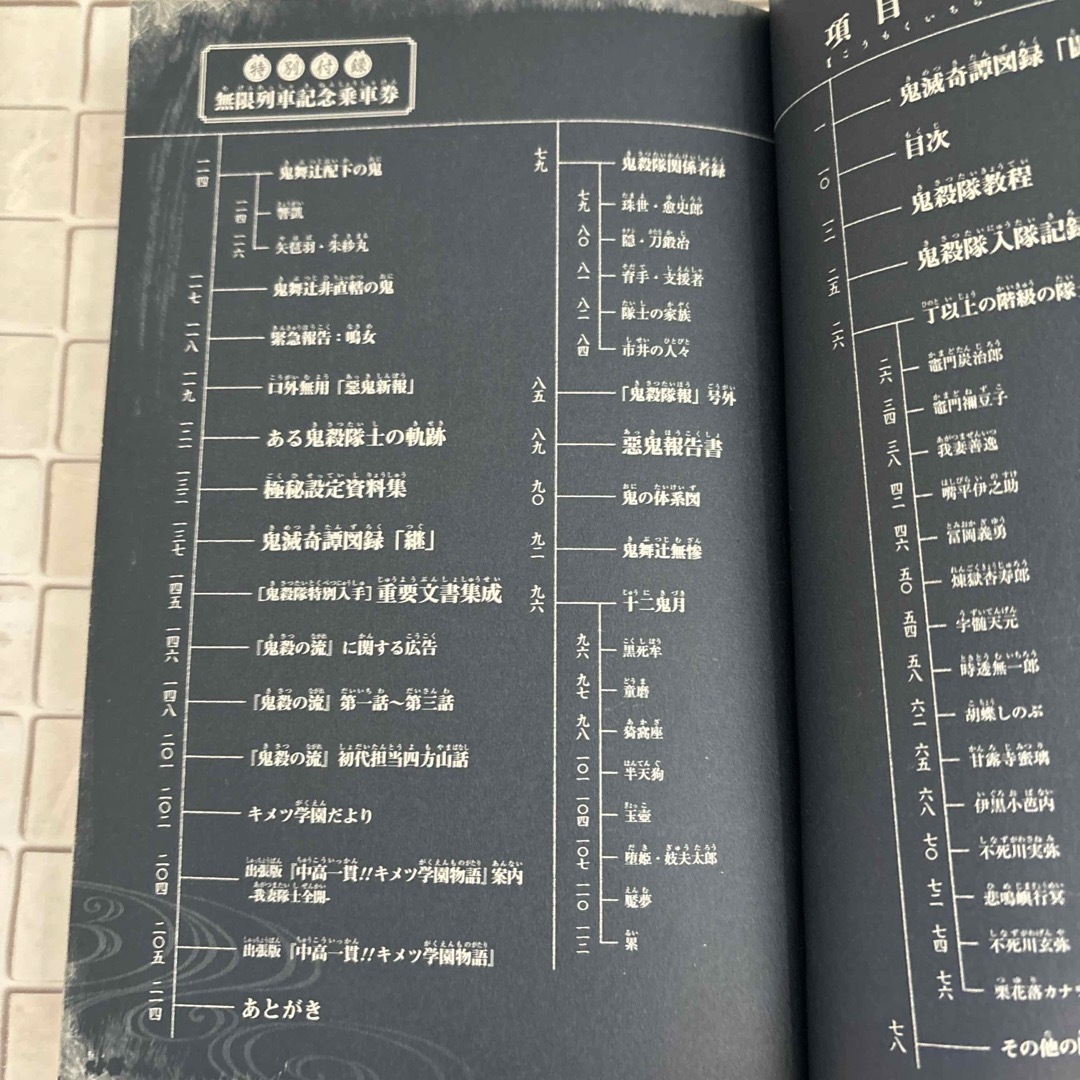 項目
こうもくいちら
一 鬼滅奇譚図録「
一〇 目次
一二 鬼殺隊教程
二五 鬼殺隊入隊記録
二六 丁以上の階級の隊
二六 竈門炭治郎
三四 竈門禰豆子
三八 我妻善逸
四二 嘴平伊之助
四六 冨岡義勇
五〇 煉獄杏寿郎
五四 宇髄天元
五八 時透無一郎
六二 胡蝶しのぶ
六五 甘露寺蜜璃
六八 伊黒小芭内
七〇 不死川実弥
七二 悲鳴嶼行冥
七四 不死川玄弥
七六 栗花落カナヲ
七八 その他の
七九 鬼殺隊関係者録
七九 珠世・愈史郎
八〇 隠・刀鍛冶
八一 育手・支援者
八二 隊士の家族
八四 市井の人々
八五 「鬼殺隊報」号外
八九 惡鬼報告書
九〇 鬼の体系図
九二 鬼舞辻無惨
九六 十二鬼月
九六 黒死牟
九七 童磨
九八 猗窩座
一〇一 半天狗
一〇四 玉壺
一〇七 堕姫・妓夫太郎
一一〇 魘夢
一一二 累
一一四 鬼舞辻配下の鬼
一一四 響凱
一一六 矢琶羽・朱紗丸
一一七 鬼舞辻非直轄の鬼
一一八 緊急報告：鳴女
一一九 口外無用「惡鬼新報」
一二一 ある鬼殺隊士の軌跡
一三二 極秘設定資料集
一三七 鬼滅奇譚図録「継」
一四五 [鬼殺隊特別入手]重要文書集成
一四六 『鬼殺の流』に関する広告
一四八 『鬼殺の流』第一話〜第三話
二〇一 『鬼殺の流』初代担当四方山話
二〇二 キメツ学園だより
二〇四 出張版『中高一貫!!キメツ学園物語』案内
-我妻隊士全開-
二〇五 出張版『中高一貫!!キメツ学園物語』
二一四 あとがき
特別付録
無限列車記念乗車券